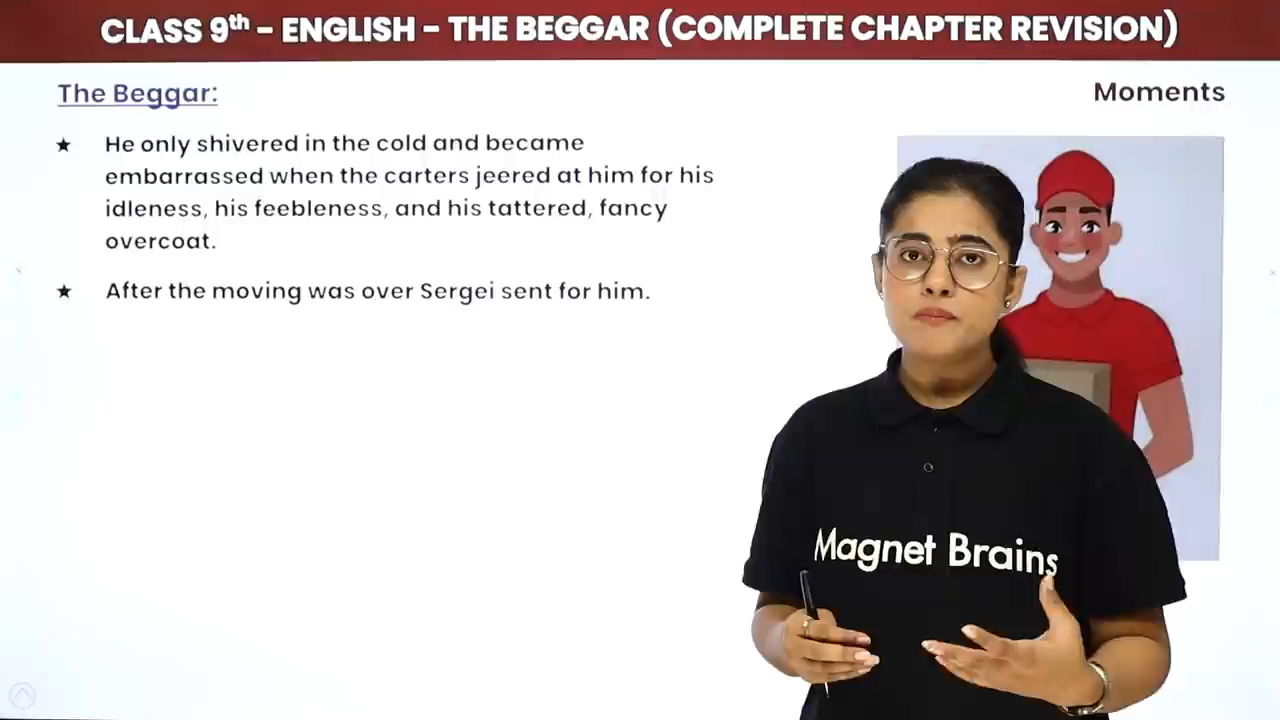 CLASS 9th - ENGLISH - THE BEGGAR (COMPLETE CHAPTER REVISION)
The Beggar:
Moments
★ He only shivered in the cold and became
embarrassed when the carters jeered at him for his
idleness, his feebleness, and his tattered, fancy
overcoat.
★ After the moving was over Sergei sent for him.
Magnet Brains